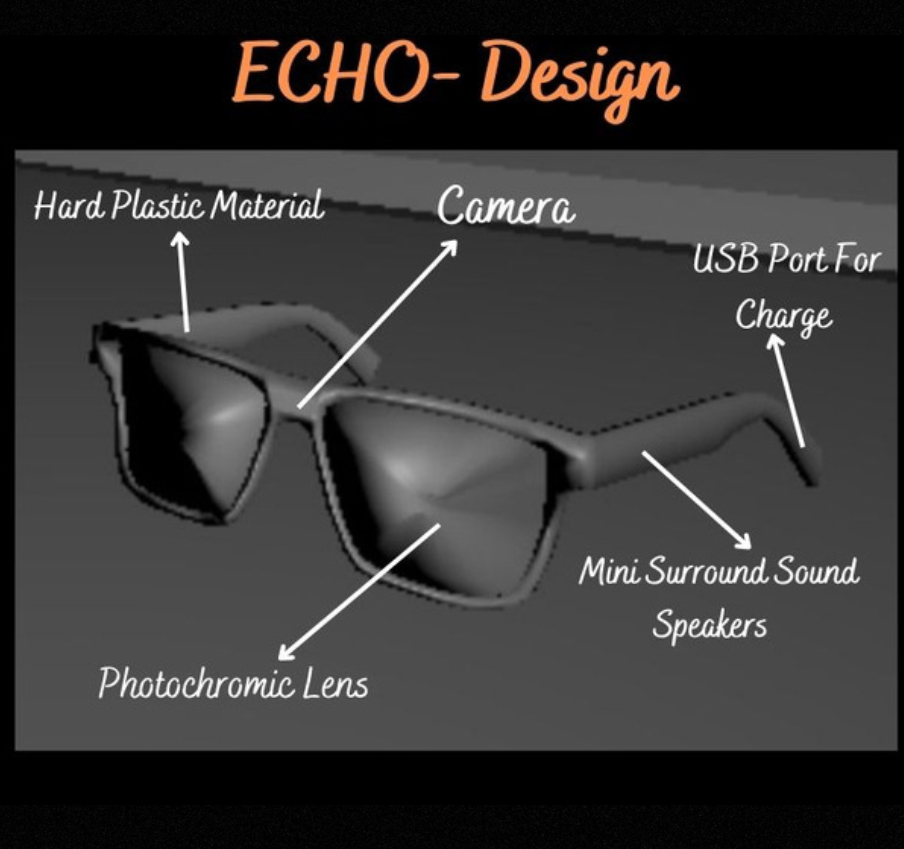 ECHO- Design
Hard Plastic Material
Camera
USB Port For
Charge
Mini Surround Sound
Speakers
Photochromic Lens